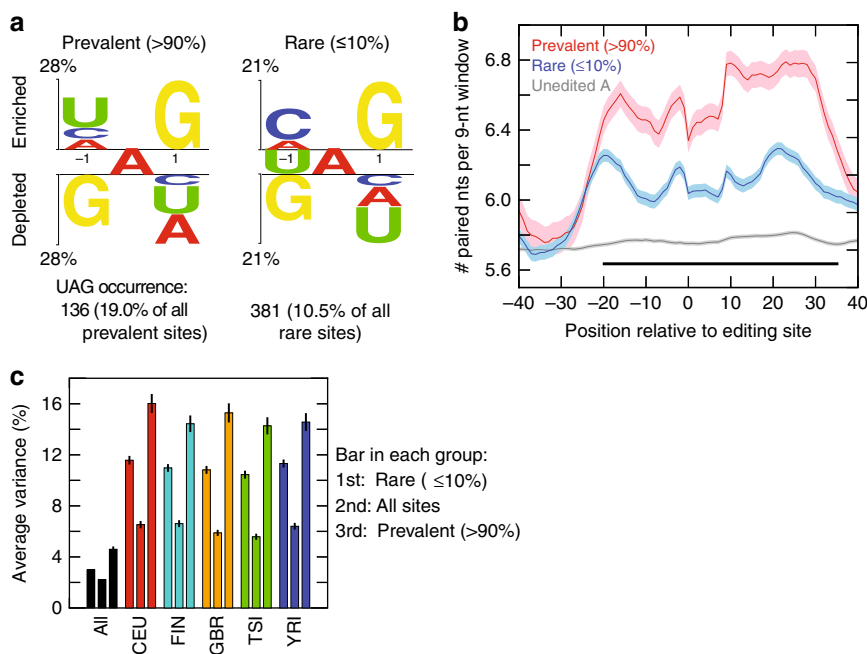 a
Prevalent (>90%)
Rare (≤10%)
28%
21%
Enriched
U
C
A
G
C
A
G
–1
1
–1
1
A
U
A
Depleted
G
C
U
A
G
C
A
U
28%
21%
UAG occurrence:
136 (19.0% of all
prevalent sites)
381 (10.5% of all
rare sites)
b
Prevalent (>90%)
Rare (≤10%)
Unedited A
# paired nts per 9-nt window
6.8
6.4
6.0
5.6
–40 –30 –20 –10 0 10 20 30 40
Position relative to editing site
c
Average variance (%)
16
12
8
4
0
All CEU FIN GBR TSI YRI
Bar in each group:
1st: Rare ( ≤10%)
2nd: All sites
3rd: Prevalent (>90%)